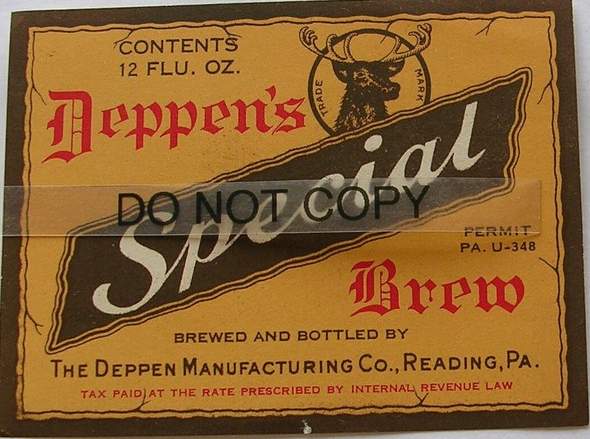 CONTENTS
12 FLU. OZ.
TRADE MARK
Deppen's
Special
DO NOT COPY
PERMIT
PA. U-348
Brew
BREWED AND BOTTLED BY
THE DEPPEN MANUFACTURING CO., READING, PA.
TAX PAID AT THE RATE PRESCRIBED BY INTERNAL REVENUE LAW